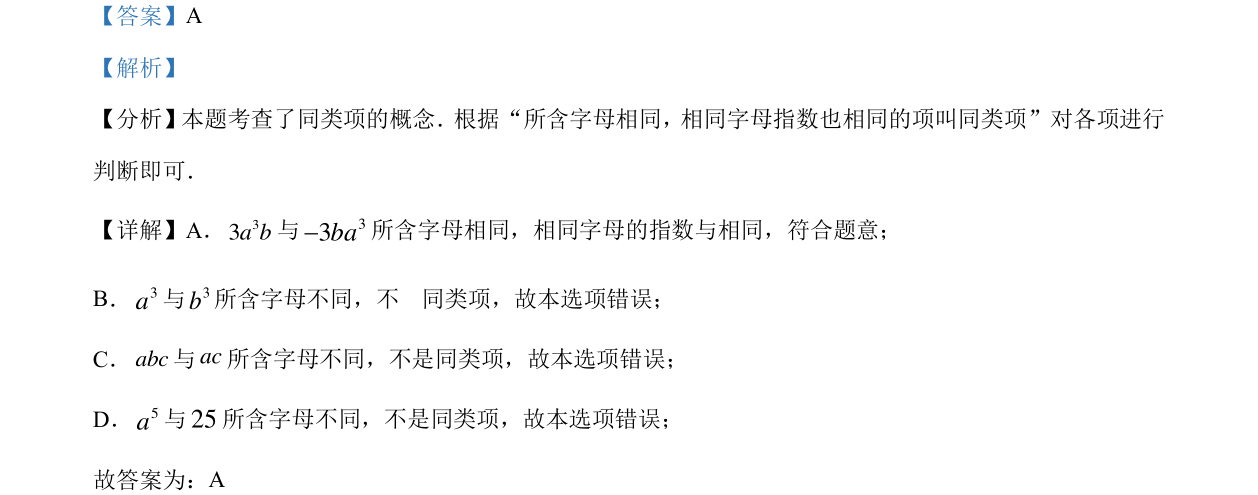 【答案】A
【解析】
【分析】本题考查了同类项的概念．根据“所含字母相同，相同字母指数也相同的项叫同类项”对各项进行
判断即可．
【详解】A．3a³b 与 −3ba³ 所含字母相同，相同字母的指数与相同，符合题意；
B．a³ 与 b³ 所含字母不同，不　同类项，故本选项错误；
C．abc 与 ac 所含字母不同，不是同类项，故本选项错误；
D．a⁵ 与 25 所含字母不同，不是同类项，故本选项错误；
故答案为：A